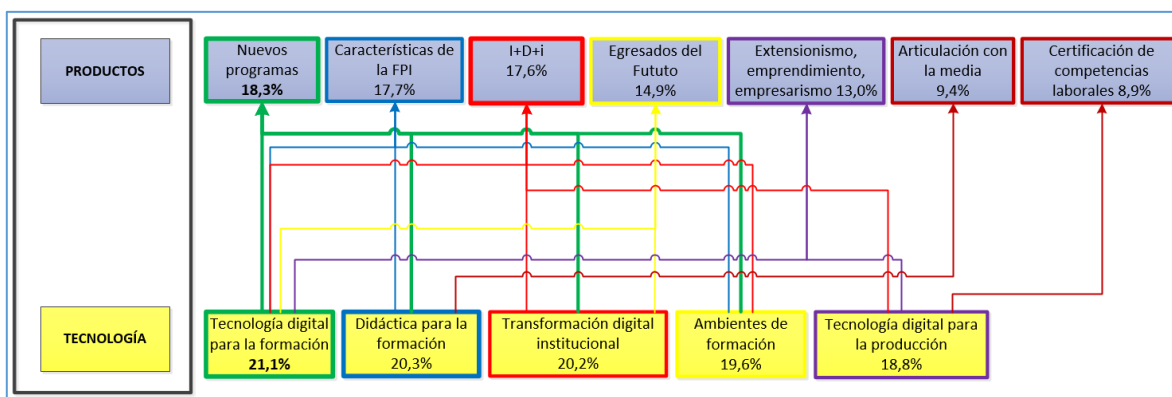 PRODUCTOS
Nuevos
programas
18,3%
Características de
la FPI
17,7%
I+D+i
17,6%
Egresados del
Fututo
14,9%
Extensionismo,
emprendimiento,
empresarismo 13,0%
Articulación con
la media
9,4%
Certificación de
competencias
laborales 8,9%
TECNOLOGÍA
Tecnología digital
para la formación
21,1%
Didáctica para la
formación
20,3%
Transformación digital
institucional
20,2%
Ambientes de
formación
19,6%
Tecnología digital para
la producción
18,8%